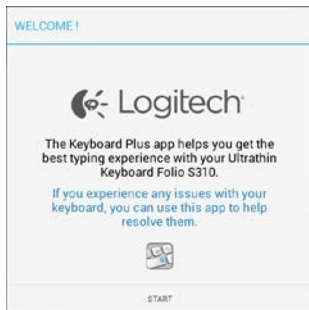 WELCOME !
Logitech
The Keyboard Plus app helps you get the
best typing experience with your Ultrathin
Keyboard Folio S310.
If you experience any issues with your
keyboard, you can use this app to help
resolve them.
START